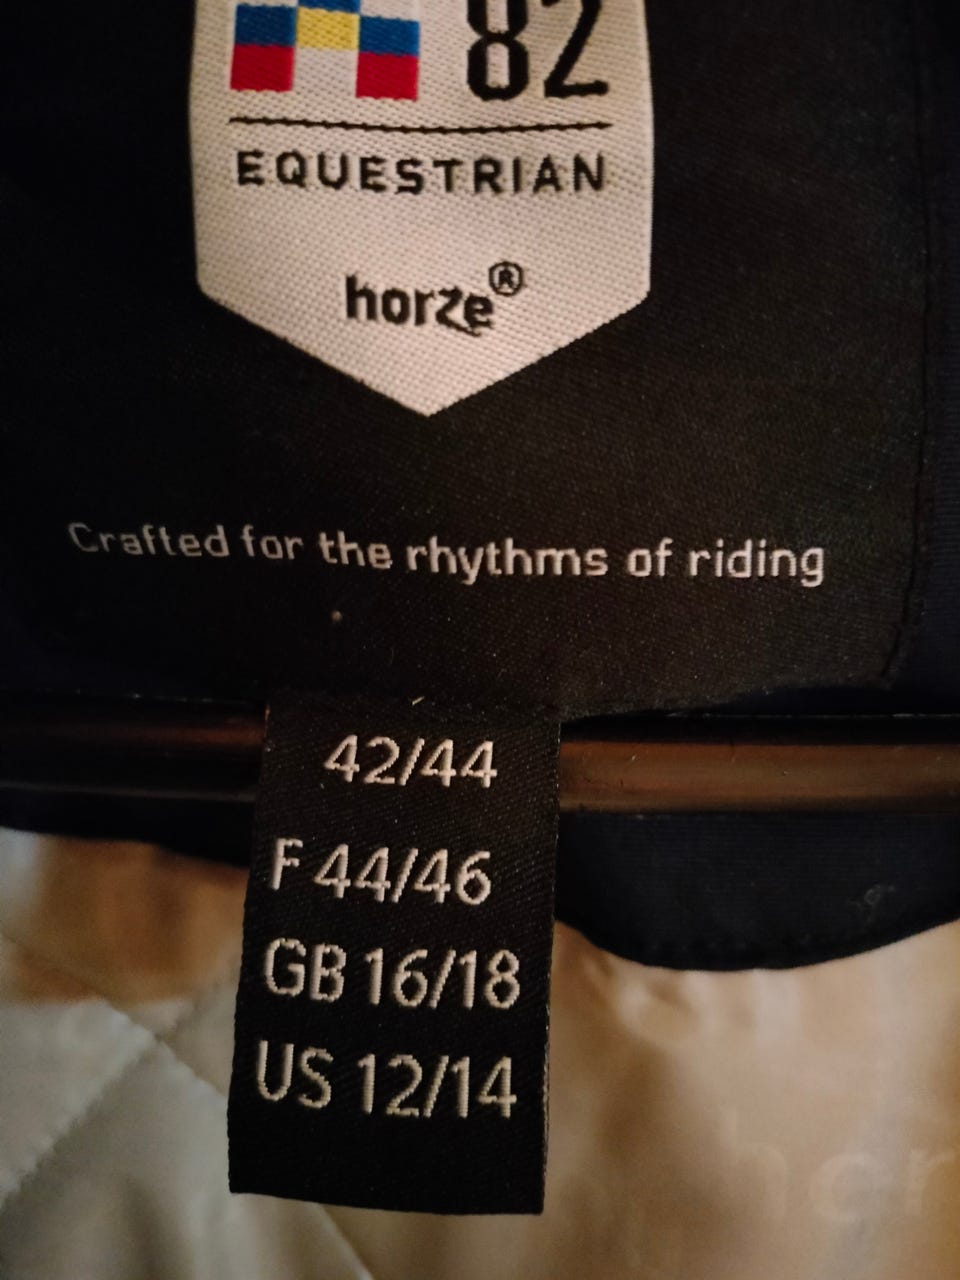 82
EQUESTRIAN
horze®
Crafted for the rhythms of riding
42/44
F 44/46
GB 16/18
US 12/14